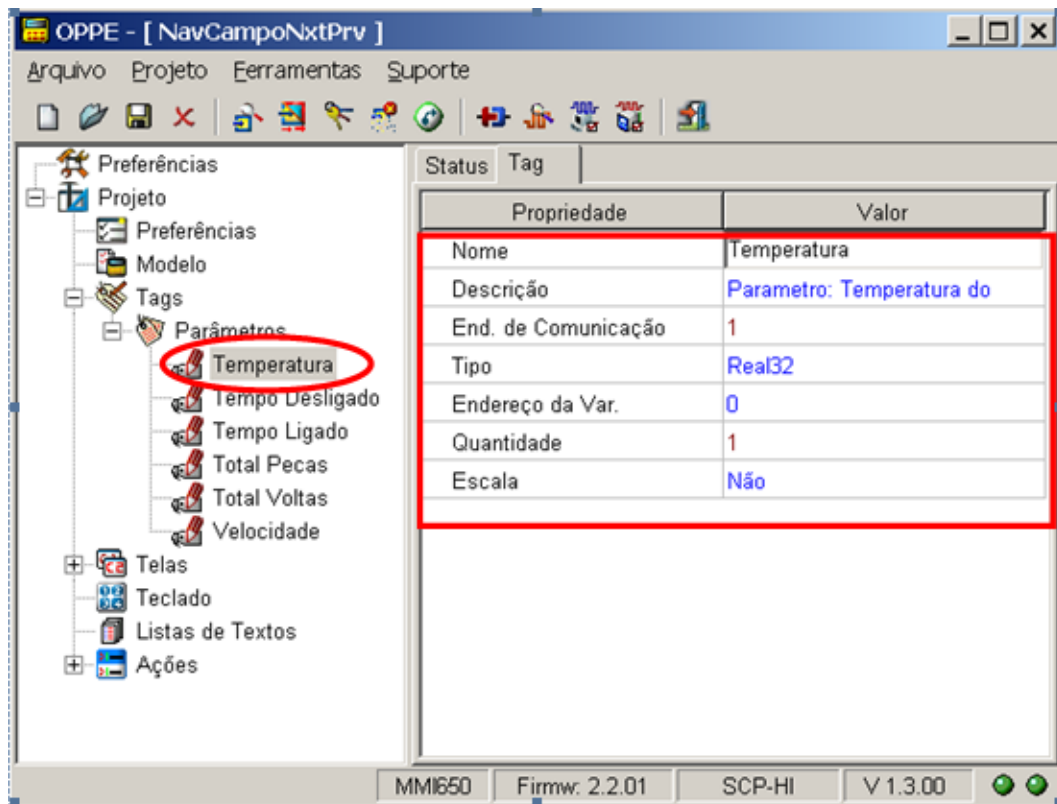 OPPE - [ NavCampoNxtPrv ]
Arquivo Projeto Ferramentas Suporte
Preferências
Projeto
Preferências
Modelo
Tags
Parâmetros
Temperatura
Tempo Desligado
Tempo Ligado
Total Pecas
Total Voltas
Velocidade
Telas
Teclado
Listas de Textos
Ações
Status Tag
Propriedade Valor
Nome Temperatura
Descrição Parametro: Temperatura do
End. de Comunicação 1
Tipo Real32
Endereço da Var. 0
Quantidade 1
Escala Não
MMI650 Firmw: 2.2.01 SCP-HI V 1.3.00